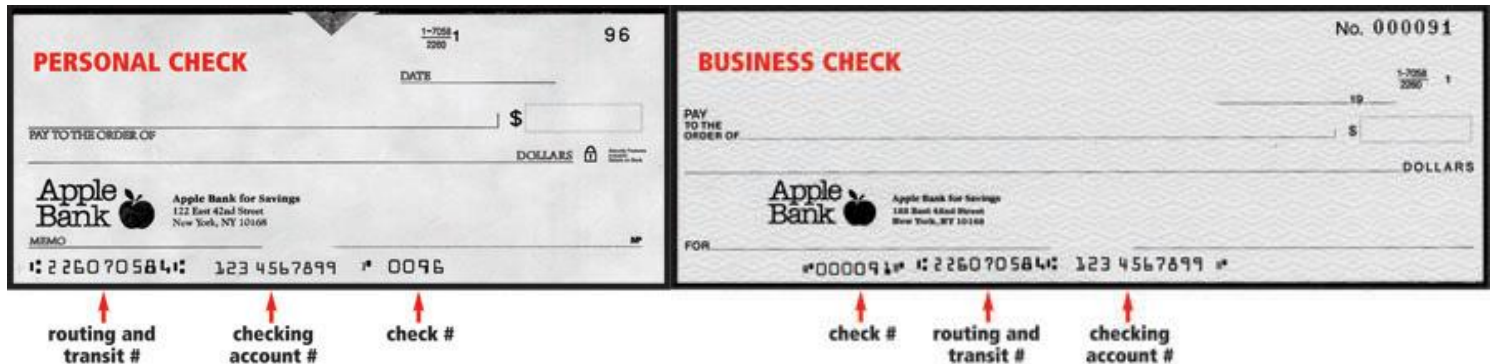 PERSONAL CHECK
1-7058
2260
1
96
DATE
$
PAY TO THE ORDER OF
DOLLARS
Apple
Bank
Apple Bank for Savings
122 East 42nd Street
New York, NY 10168
MEMO
MP
⑆226070584⑆ 123 4567899 ⑈ 0096
routing and
transit #
checking
account #
check #
BUSINESS CHECK
No. 000091
1-7058
2260
1
19
PAY
TO THE
ORDER OF
$
DOLLARS
Apple
Bank
Apple Bank for Savings
New York, NY 10168
FOR
⑈000091⑈ ⑆226070584⑆ 123 4567899 ⑈
check #
routing and
transit #
checking
account #